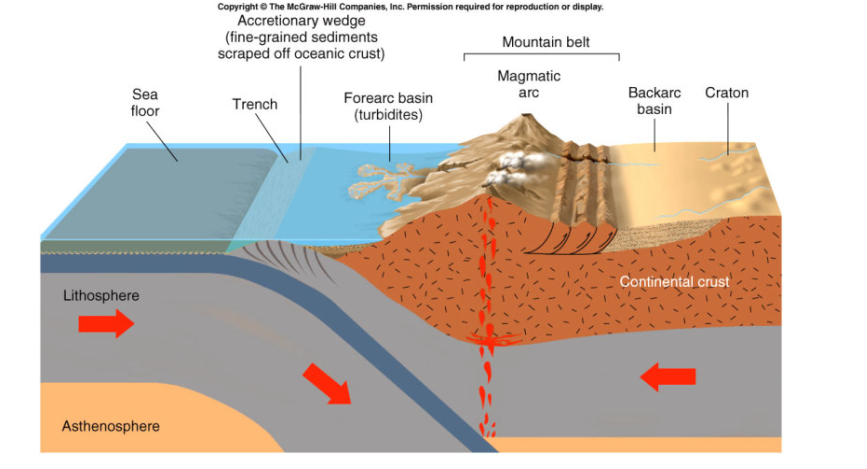 Copyright © The McGraw-Hill Companies, Inc. Permission required for reproduction or display.
Accretionary wedge
(fine-grained sediments
scraped off oceanic crust)
Mountain belt
Magmatic
arc
Sea
floor
Trench
Forearc basin
(turbidites)
Backarc
basin
Craton
Continental crust
Lithosphere
Asthenosphere